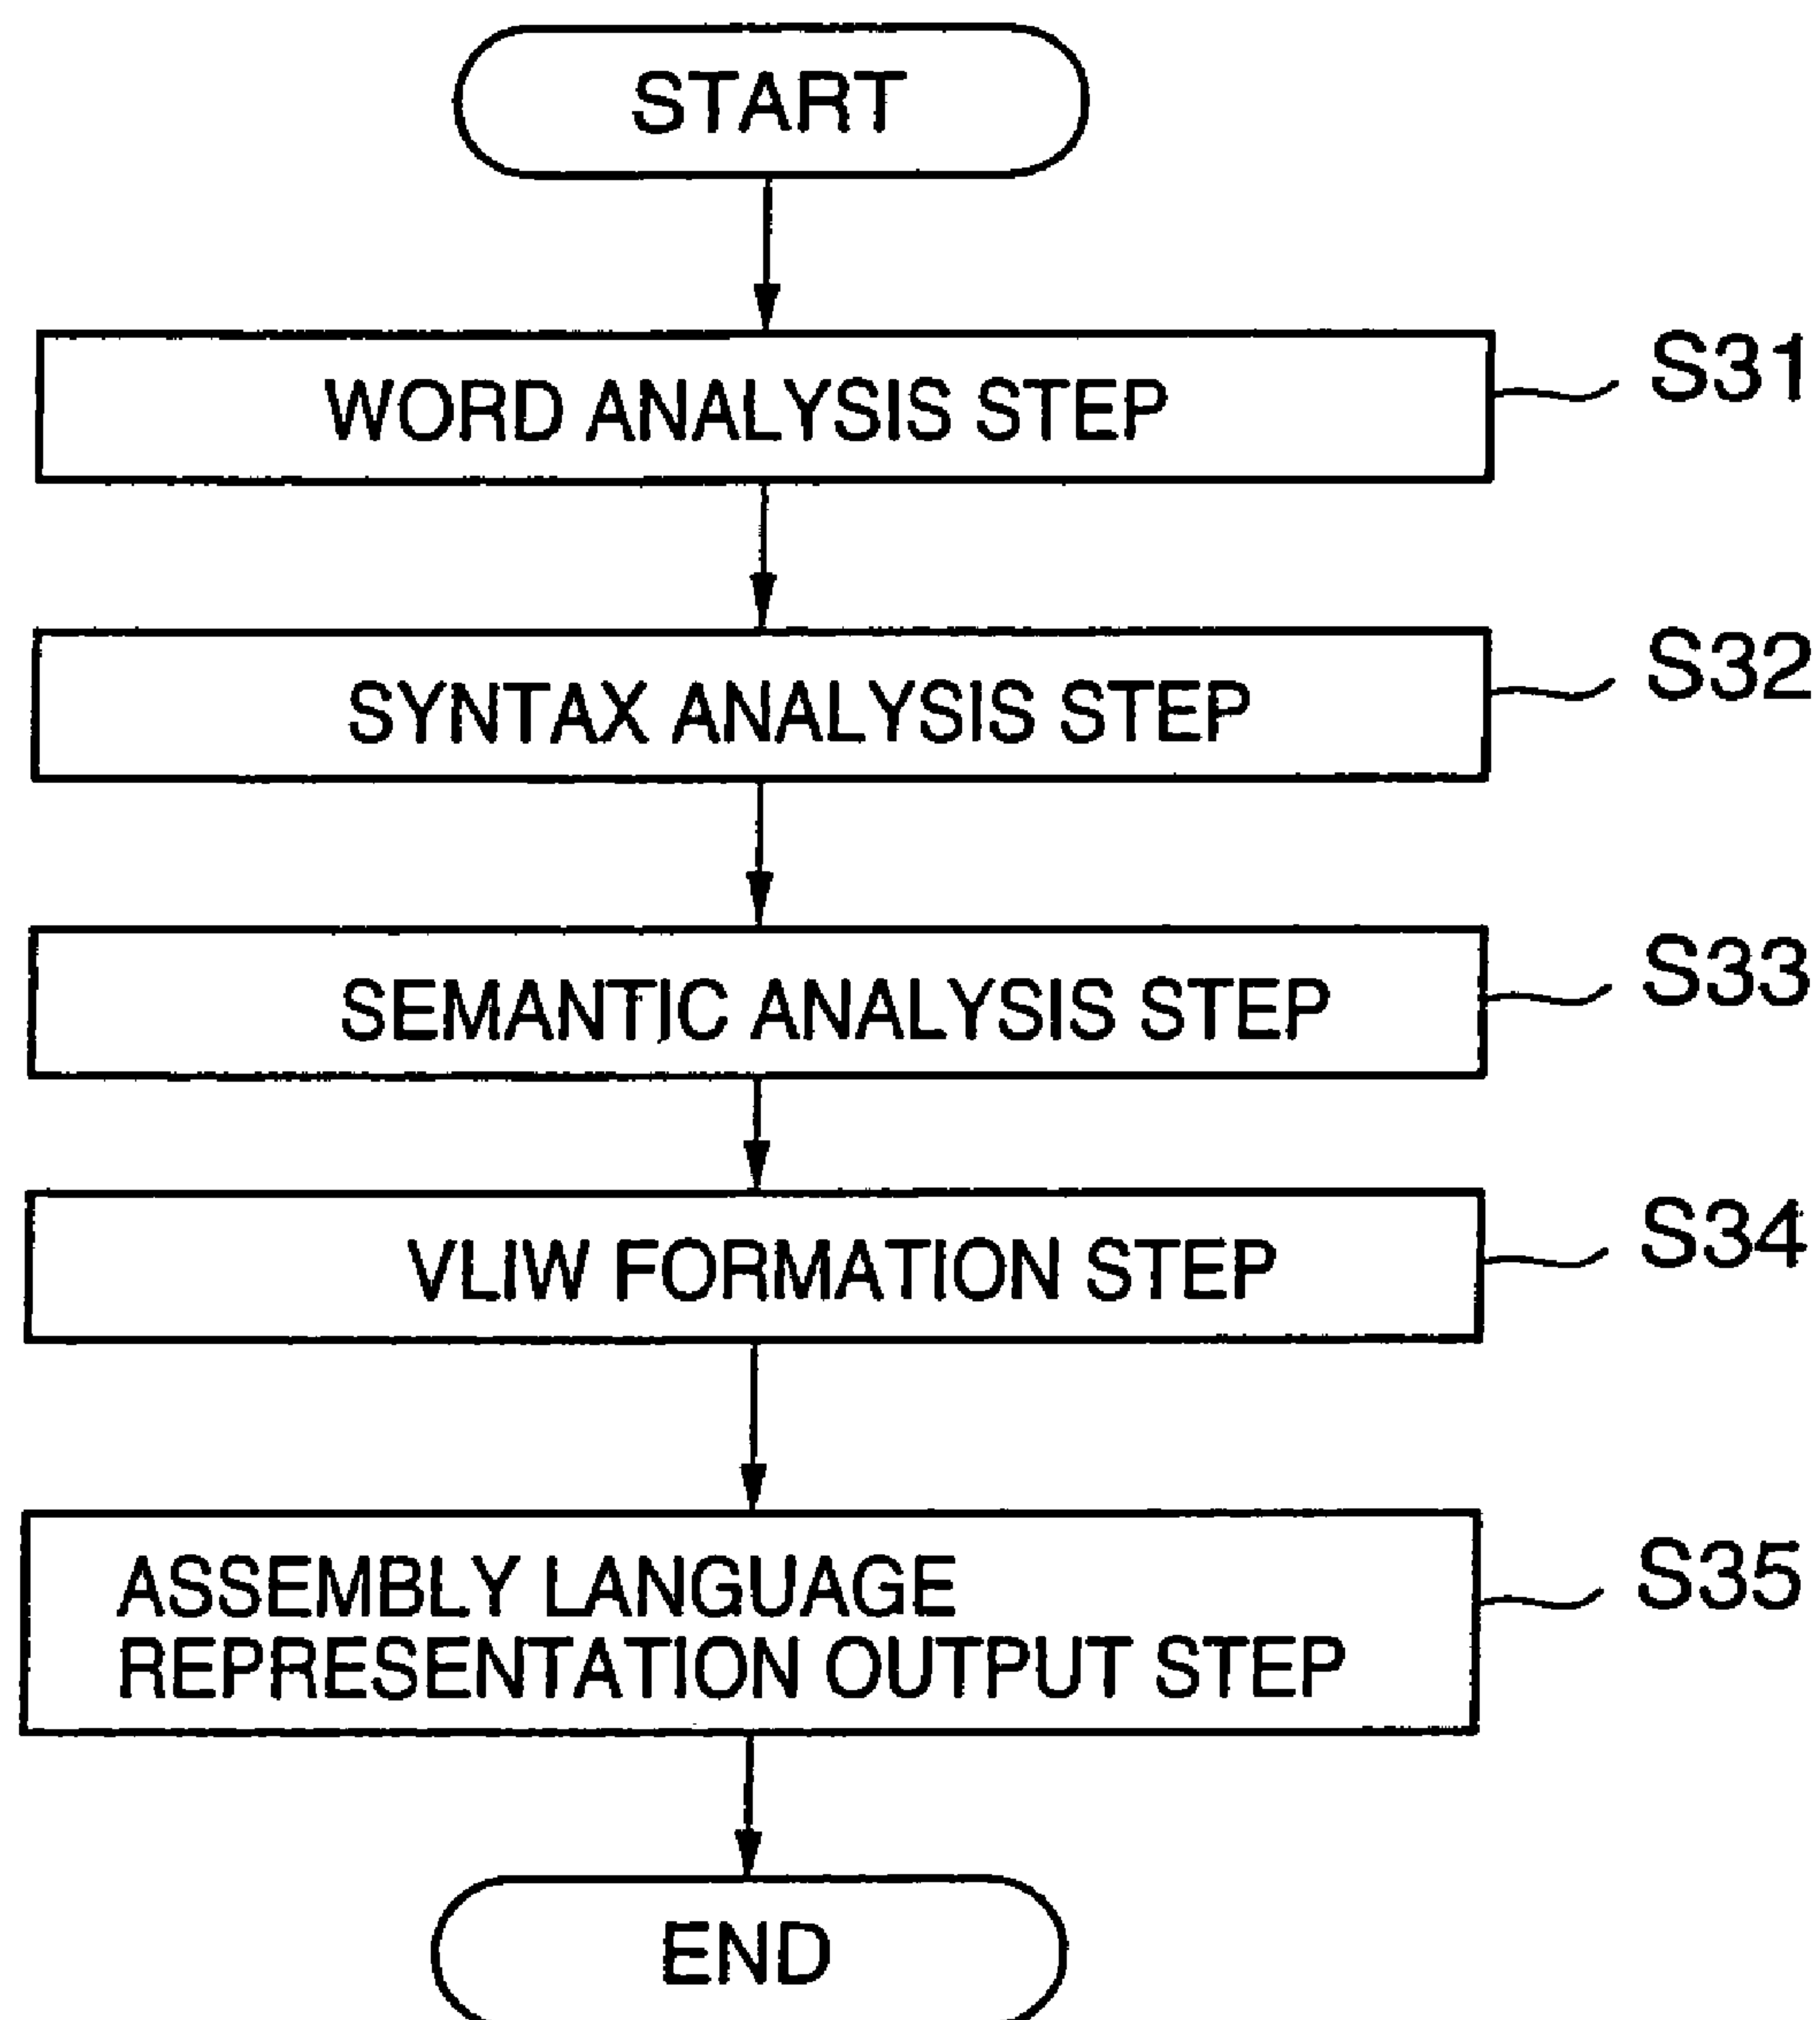 START
WORD ANALYSIS STEP
S31
SYNTAX ANALYSIS STEP
S32
SEMANTIC ANALYSIS STEP
S33
VLIW FORMATION STEP
S34
ASSEMBLY LANGUAGE
REPRESENTATION OUTPUT STEP
S35
END